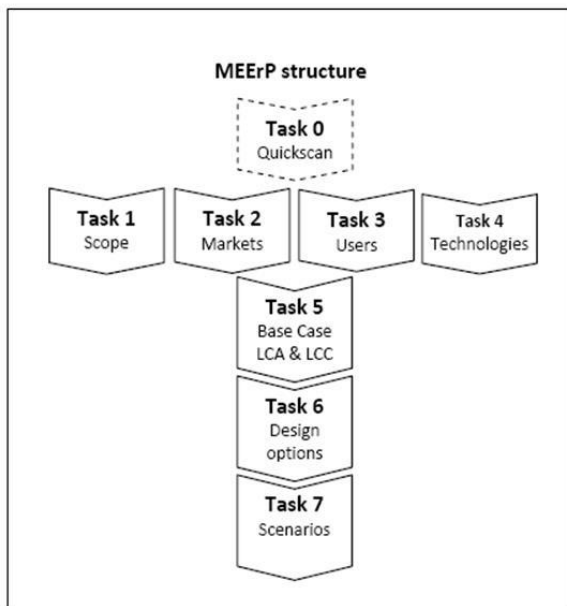 MEErP structure
Task 0
Quickscan
Task 1
Scope
Task 2
Markets
Task 3
Users
Task 4
Technologies
Task 5
Base Case
LCA & LCC
Task 6
Design
options
Task 7
Scenarios